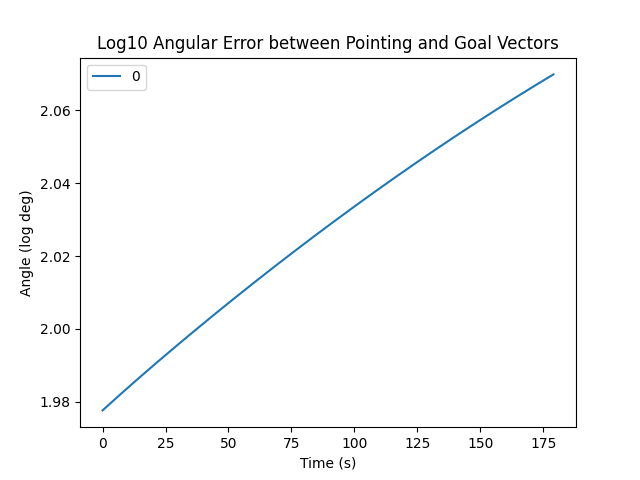 Log10 Angular Error between Pointing and Goal Vectors
0
2.06
2.04
2.02
2.00
1.98
Angle (log deg)
0 25 50 75 100 125 150 175
Time (s)